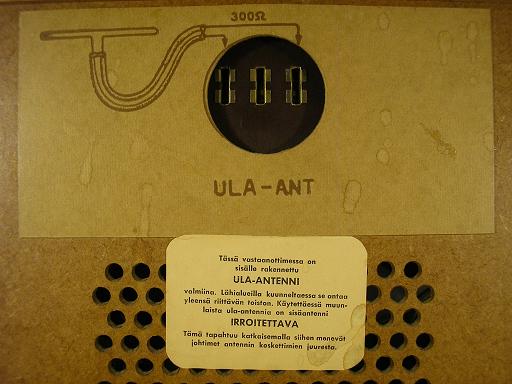 300Ω
ULA-ANT
Tässä vastaanottimessa on
sisälle rakennettu
ULA-ANTENNI
valmiina. Lähialueilla kuunneltaessa se antaa
yleensä riittävän toiston. Käytettäessä muun-
laista ula-antennia on sisäantenni
IRROITETTAVA
Tämä tapahtuu katkaisemalla siihen menevät
johtimet antennin koskettimien juuresta.